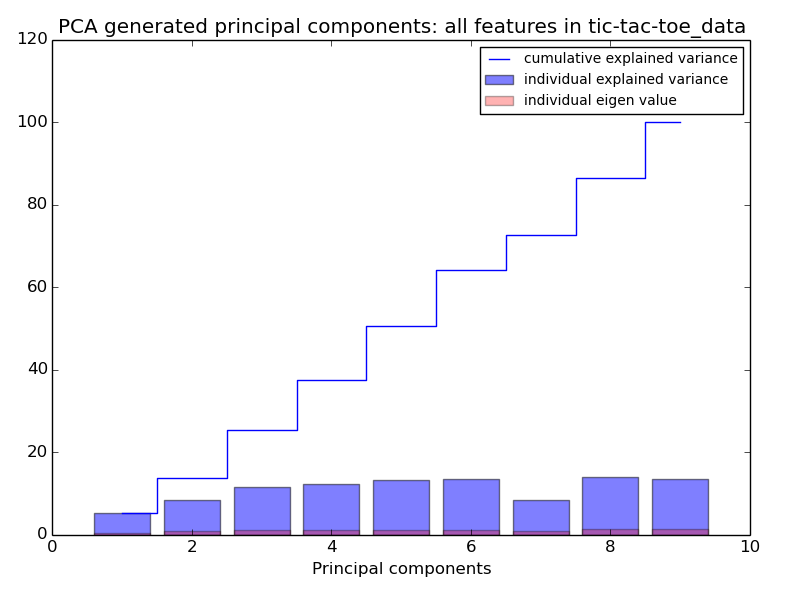 PCA generated principal components: all features in tic-tac-toe_data
120
100
80
60
40
20
0
cumulative explained variance
individual explained variance
individual eigen value
0 2 4 6 8 10
Principal components